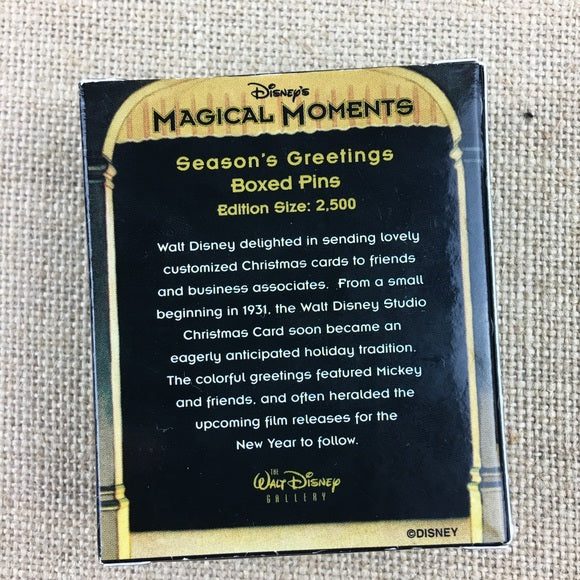 Disney's
Magical Moments
Season's Greetings
Boxed Pins
Edition Size: 2,500
Walt Disney delighted in sending lovely
customized Christmas cards to friends
and business associates. From a small
beginning in 1931, the Walt Disney Studio
Christmas Card soon became an
eagerly anticipated holiday tradition.
The colorful greetings featured Mickey
and friends, and often heralded the
upcoming film releases for the
New Year to follow.
THE
Walt Disney
GALLERY
©DISNEY